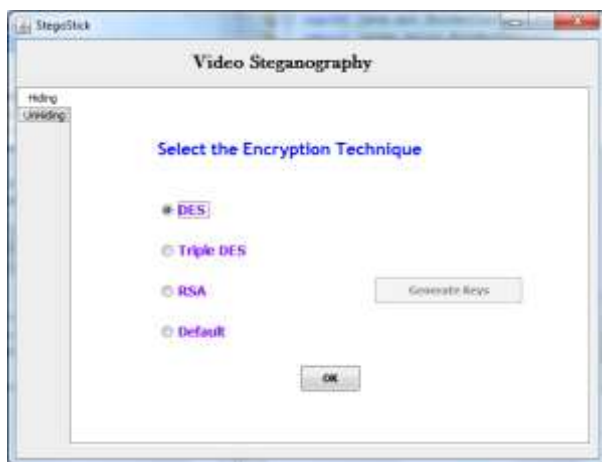 StegoStick
Video Steganography
Hiding
UnHiding
Select the Encryption Technique
DES
Triple DES
RSA
Generate Keys
Default
OK